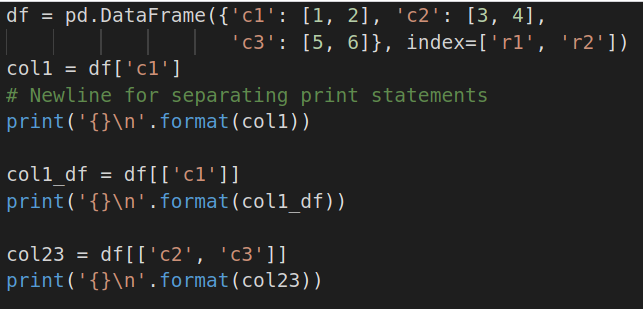 df = pd.DataFrame({'c1': [1, 2], 'c2': [3, 4],
                   'c3': [5, 6]}, index=['r1', 'r2'])
col1 = df['c1']
# Newline for separating print statements
print('{}\n'.format(col1))

col1_df = df[['c1']]
print('{}\n'.format(col1_df))

col23 = df[['c2', 'c3']]
print('{}\n'.format(col23))